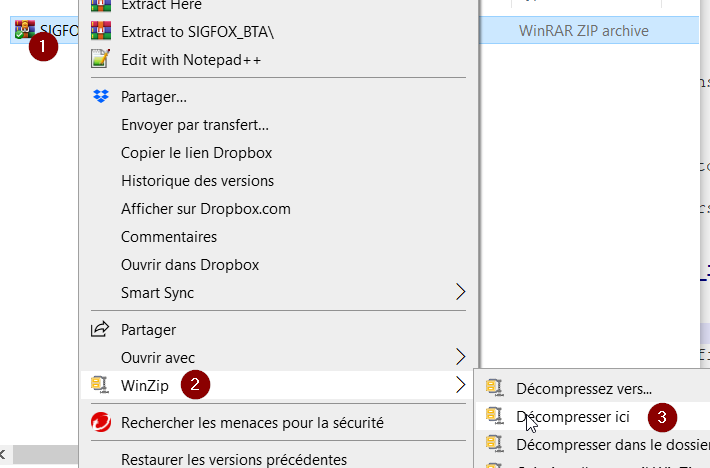 Extract Here
1
SIGFO
Extract to SIGFOX_BTA\
WinRAR ZIP archive
Edit with Notepad++
Partager...
Envoyer par transfert...
Copier le lien Dropbox
Historique des versions
Afficher sur Dropbox.com
Commentaires
Ouvrir dans Dropbox
Smart Sync
Partager
Ouvrir avec
WinZip
2
Décompressez vers...
Décompresser ici
3
Rechercher les menaces pour la sécurité
Décompresser dans le dossier
Restaurer les versions précédentes